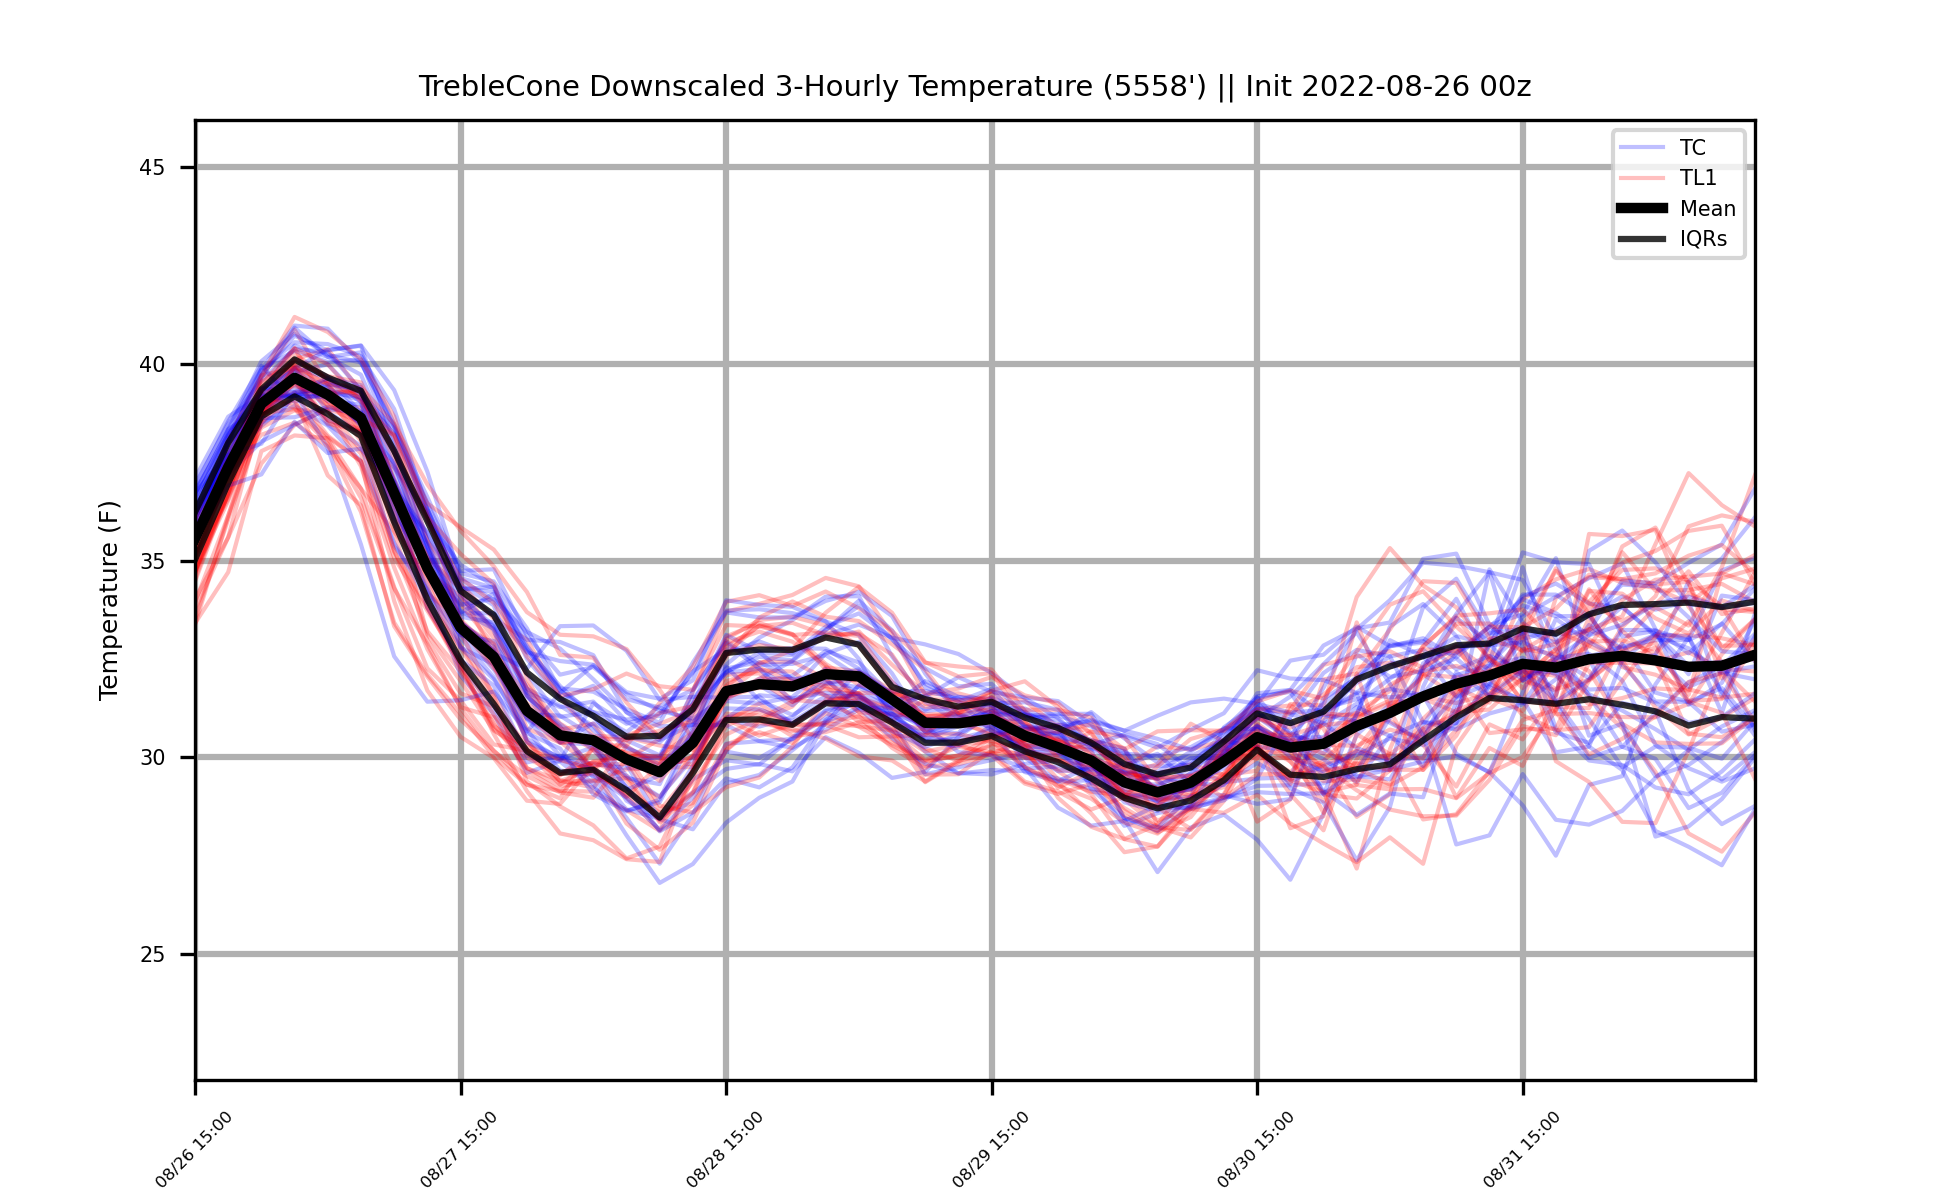 TrebleCone Downscaled 3-Hourly Temperature (5558') || Init 2022-08-26 00z
TC
TL1
Mean
IQRs
Temperature (F)
45
40
35
30
25
08/26 15:00
08/27 15:00
08/28 15:00
08/29 15:00
08/30 15:00
08/31 15:00